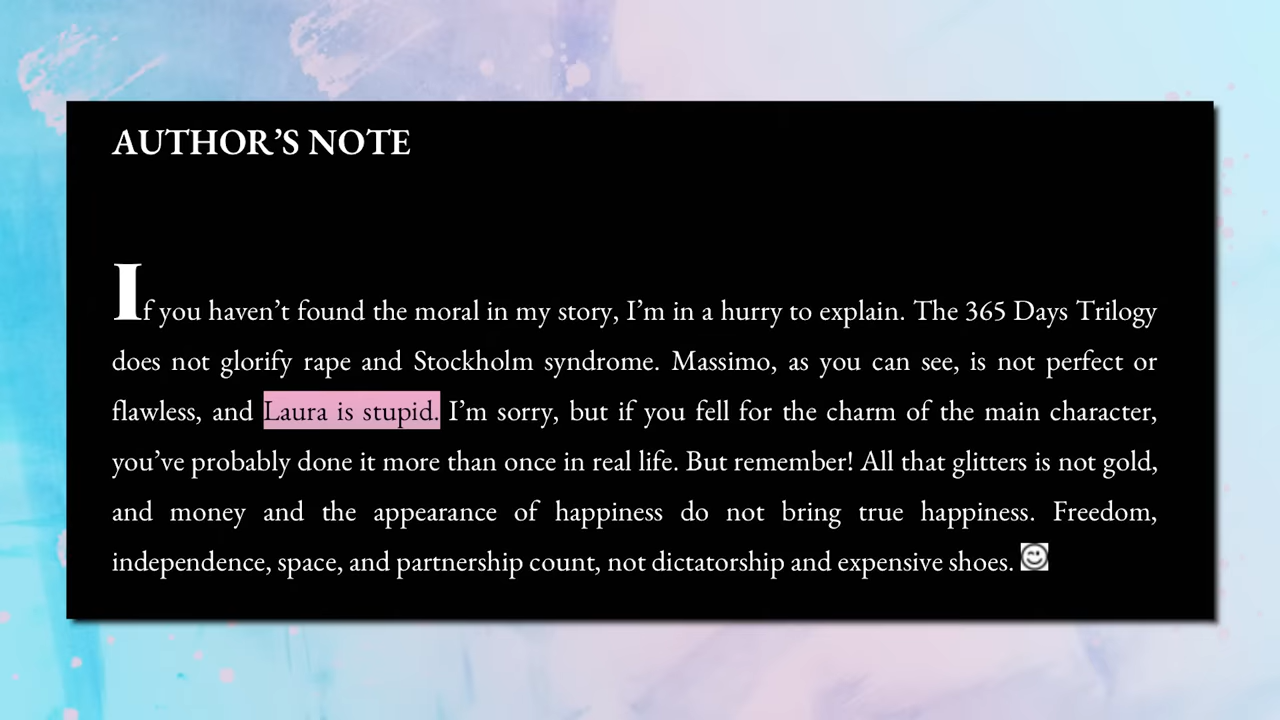 AUTHOR’S NOTE
If you haven’t found the moral in my story, I’m in a hurry to explain. The 365 Days Trilogy
does not glorify rape and Stockholm syndrome. Massimo, as you can see, is not perfect or
flawless, and Laura is stupid. I’m sorry, but if you fell for the charm of the main character,
you’ve probably done it more than once in real life. But remember! All that glitters is not gold,
and money and the appearance of happiness do not bring true happiness. Freedom,
independence, space, and partnership count, not dictatorship and expensive shoes. 😊